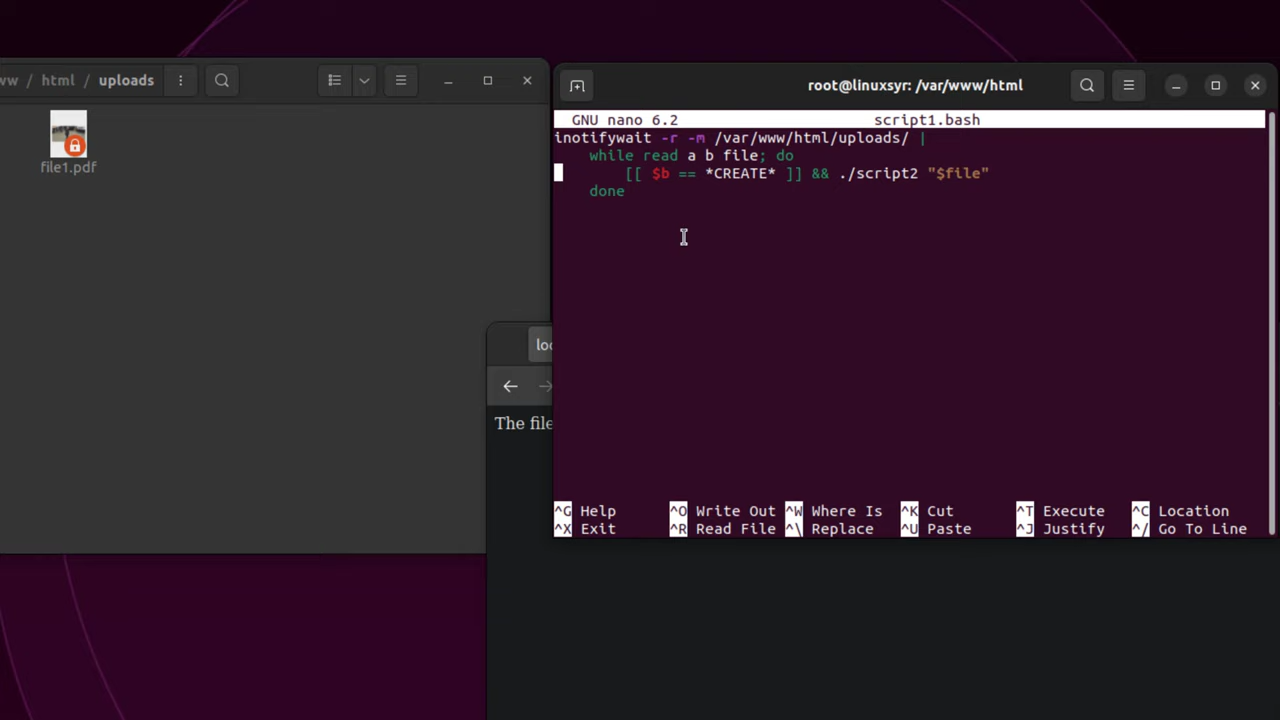 ww / html / uploads
file1.pdf
root@linuxsyr: /var/www/html
GNU nano 6.2 script1.bash
inotifywait -r -m /var/www/html/uploads/ |
while read a b file; do
[[ $b == *CREATE* ]] && ./script2 "$file"
done
loc
The file
^G Help ^O Write Out ^W Where Is ^K Cut ^T Execute ^C Location
^X Exit ^R Read File ^\ Replace ^U Paste ^J Justify ^/ Go To Line